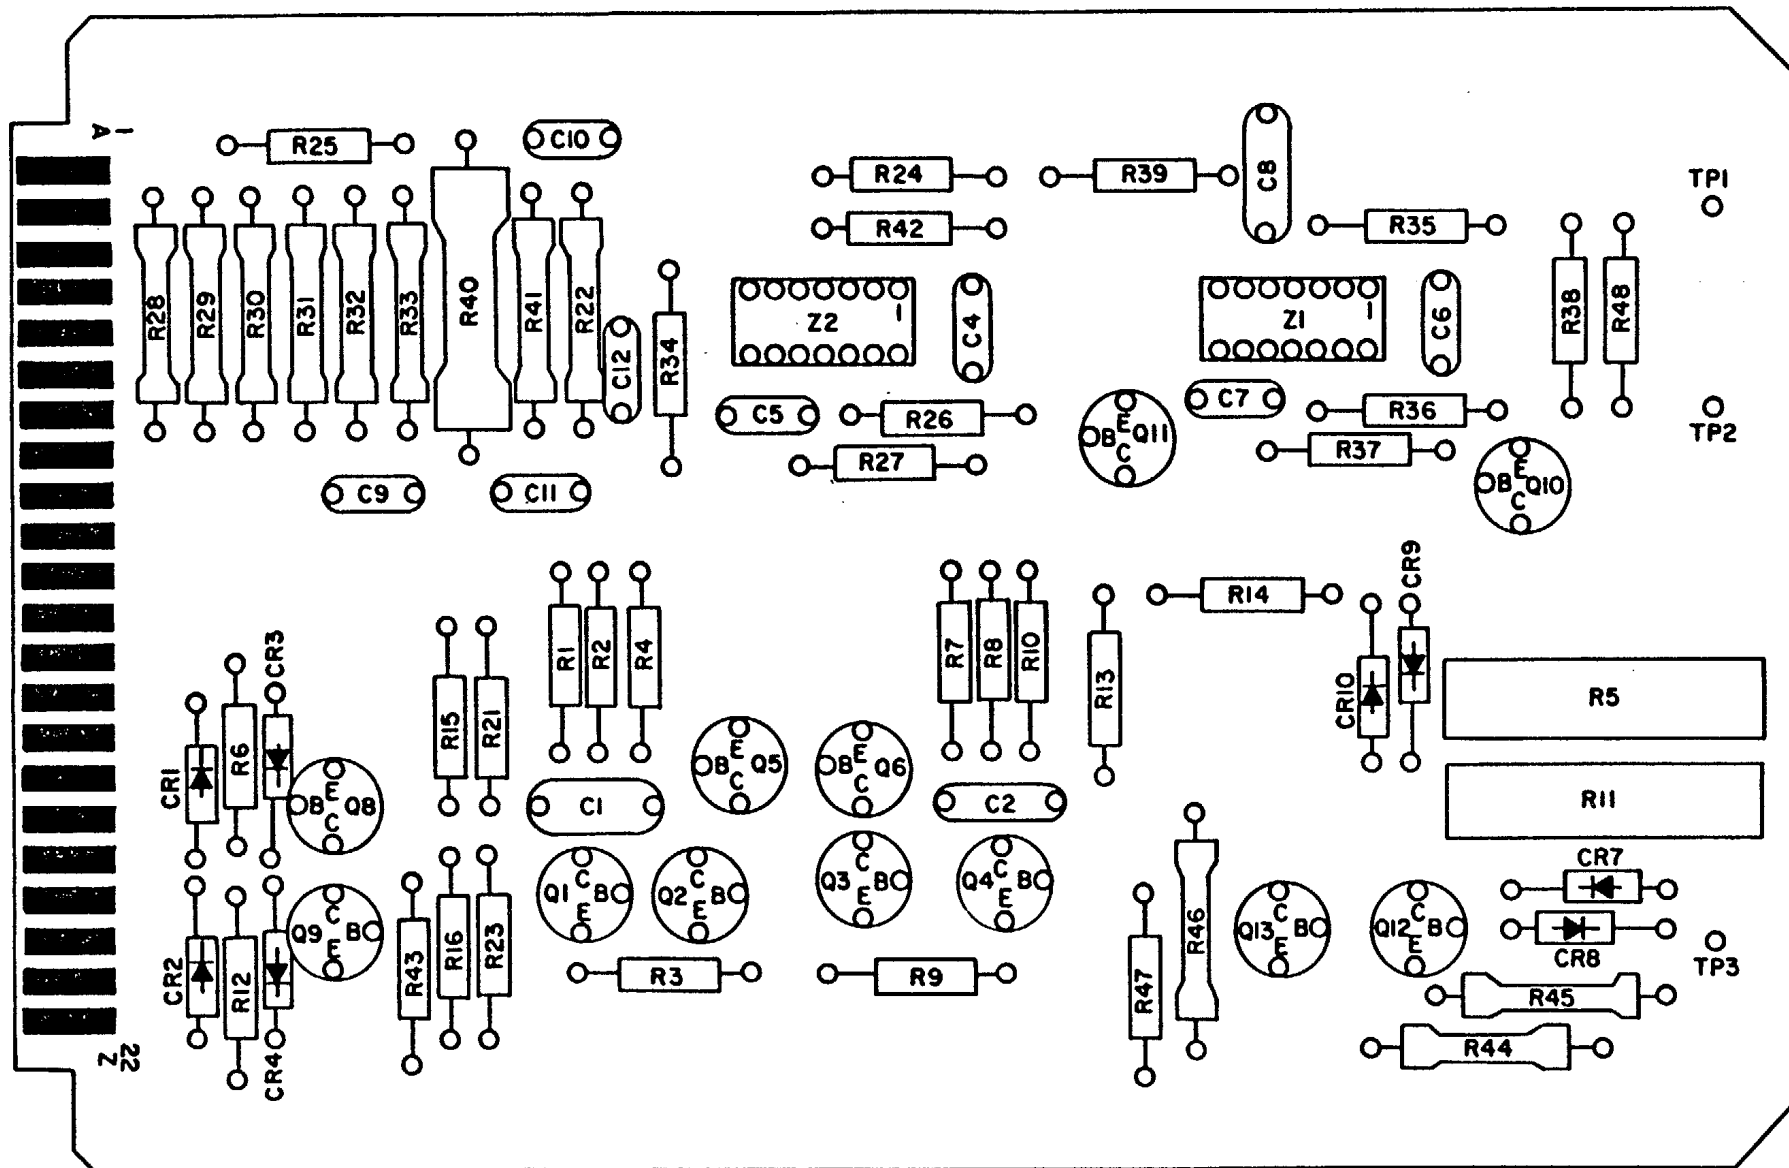 1
A
R25
C10
R24
R39
C8
TP1
R42
R35
R28
R29
R30
R31
R32
R33
R40
R41
R22
C12
R34
Z2
1
C4
Z1
1
C6
R38
R48
C5
R26
C7
R36
TP2
R27
E
B
C
Q11
R37
E
B
C
Q10
C9
C11
CR9
R14
R1
R2
R4
R7
R8
R10
R13
CR3
R15
R21
CR10
R5
CR1
R6
E
B
C
Q8
E
B
C
Q5
E
B
C
Q6
C1
C2
R11
CR7
Q1
C
B
E
Q2
C
B
E
Q3
C
B
E
Q4
C
B
E
CR2
R12
CR4
Q9
C
B
E
R43
R16
R23
R46
Q13
C
B
E
Q12
C
B
E
CR8
TP3
R3
R9
R47
R45
R44
22
Z